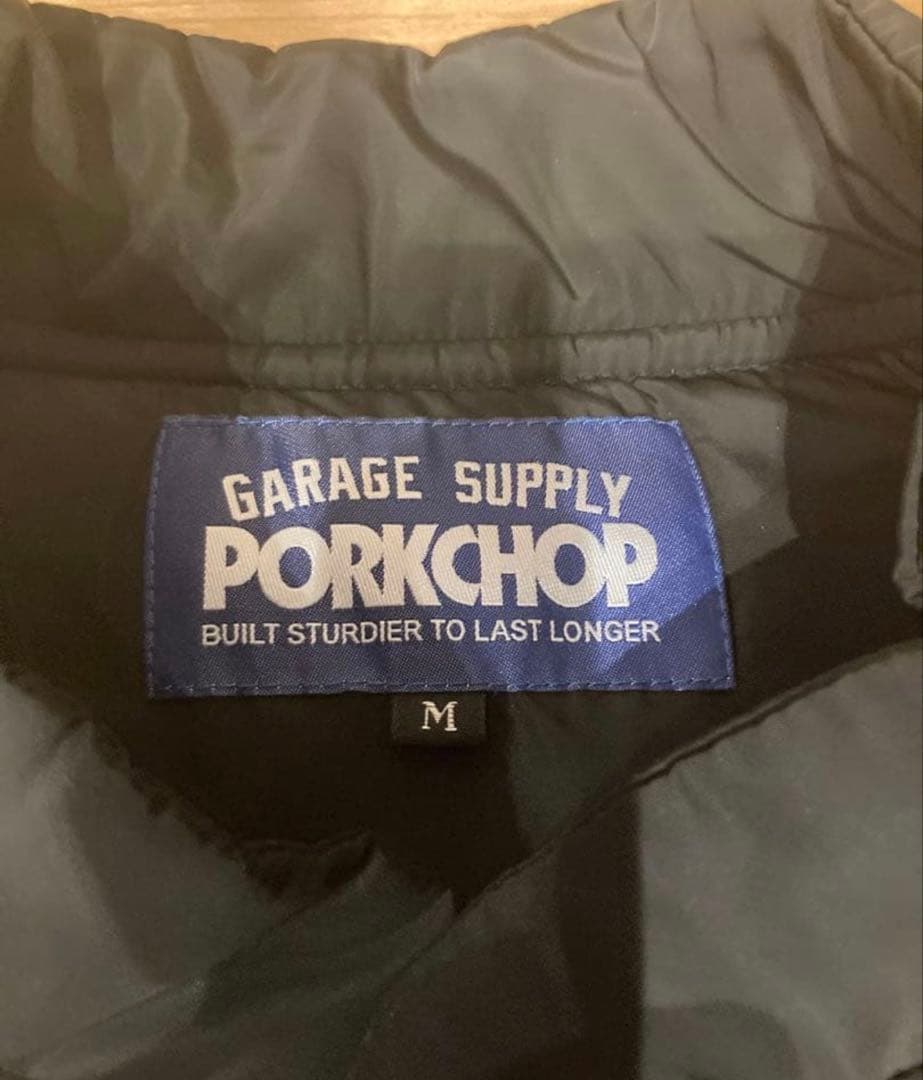 GARAGE SUPPLY
PORKCHOP
BUILT STURDIER TO LAST LONGER
M